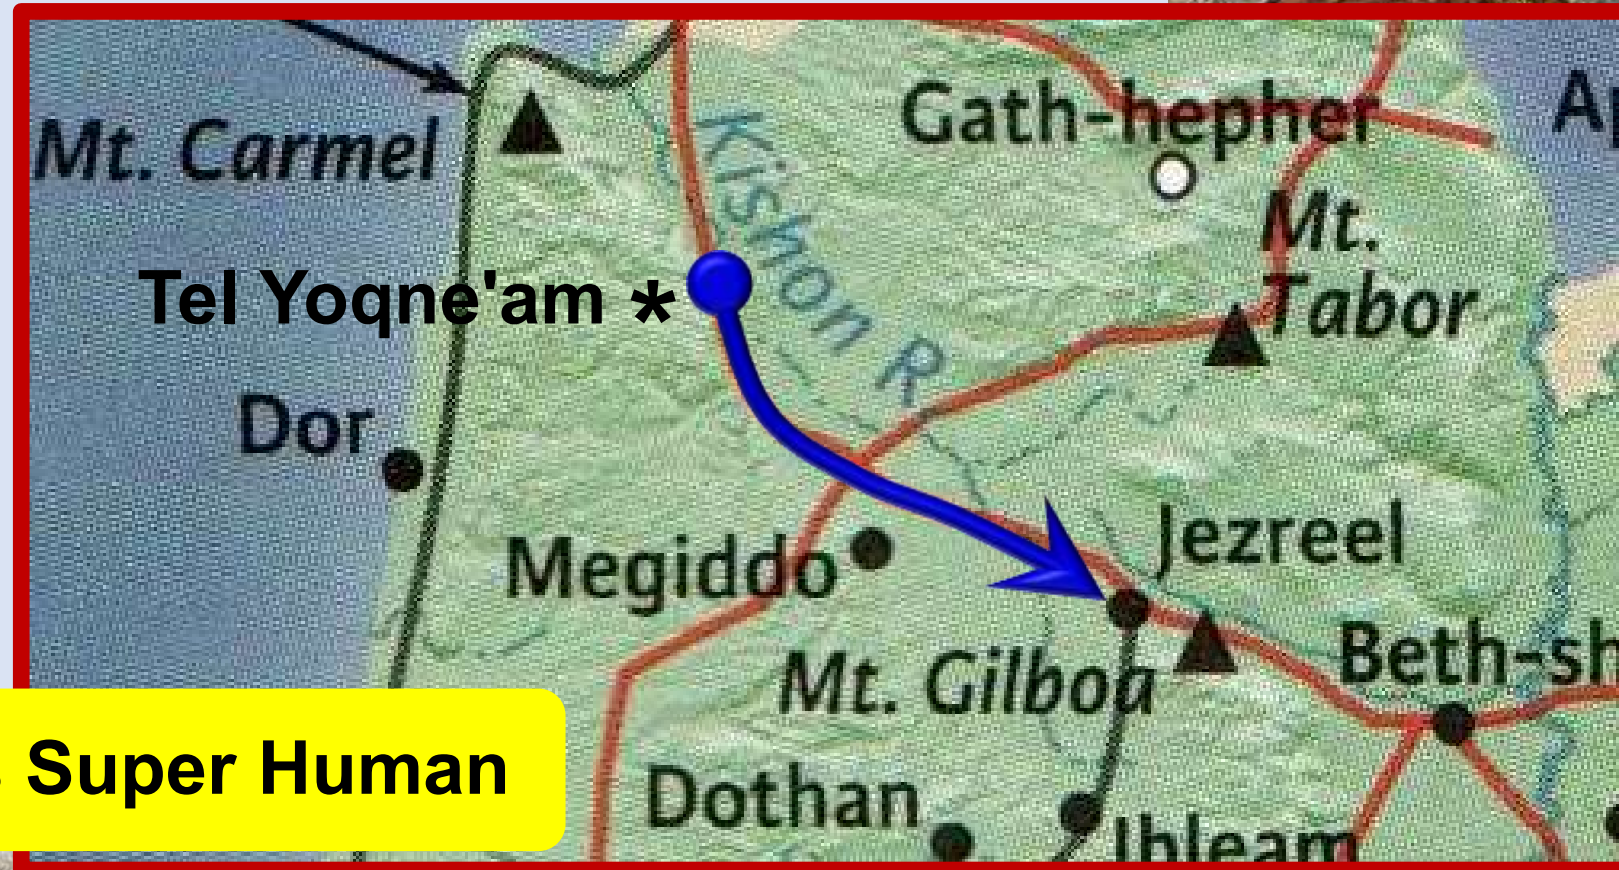 Mt. Carmel
Gath-hepher
Kishon R.
Mt.
Tabor
Tel Yoqne'am *
Dor
Megiddo
Jezreel
Mt. Gilboa
Beth-sh
Super Human
Dothan
Ibleam